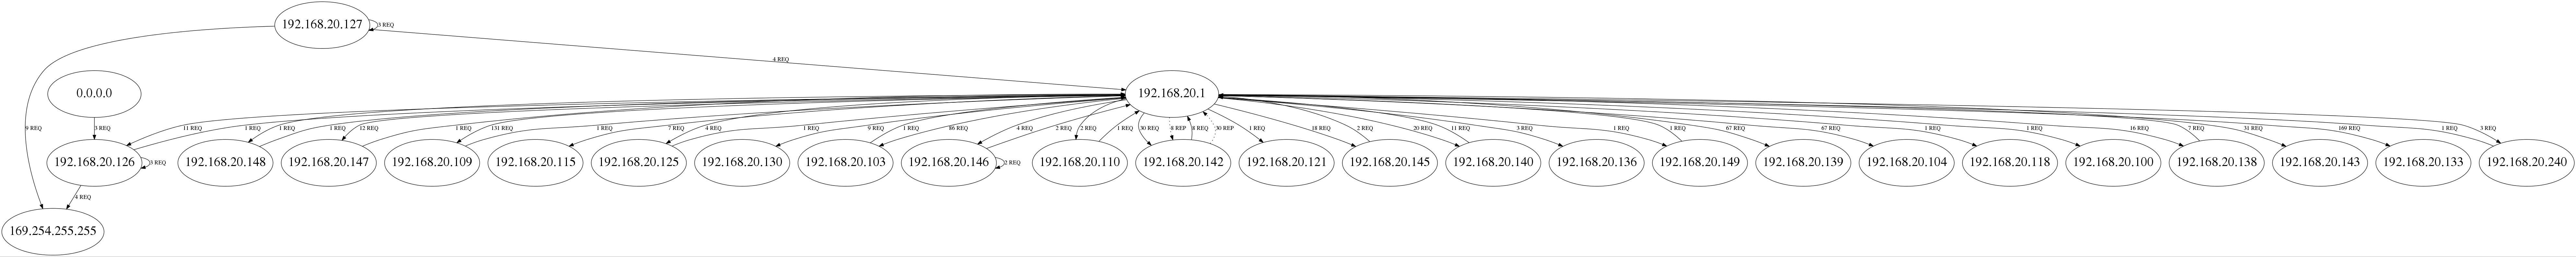 192.168.20.127
3 REQ
4 REQ
0.0.0.0
192.168.20.1
9 REQ
3 REQ
11 REQ
1 REQ
1 REQ
1 REQ
12 REQ
1 REQ
131 REQ
1 REQ
7 REQ
4 REQ
1 REQ
9 REQ
1 REQ
86 REQ
4 REQ
2 REQ
2 REQ
1 REQ
30 REQ
8 REP
8 REQ
30 REP
1 REQ
18 REQ
2 REQ
20 REQ
11 REQ
3 REQ
1 REQ
1 REQ
67 REQ
67 REQ
1 REQ
1 REQ
16 REQ
7 REQ
31 REQ
169 REQ
1 REQ
3 REQ
192.168.20.126
3 REQ
192.168.20.148
192.168.20.147
192.168.20.109
192.168.20.115
192.168.20.125
192.168.20.130
192.168.20.103
192.168.20.146
2 REQ
192.168.20.110
192.168.20.142
192.168.20.121
192.168.20.145
192.168.20.140
192.168.20.136
192.168.20.149
192.168.20.139
192.168.20.104
192.168.20.118
192.168.20.100
192.168.20.138
192.168.20.143
192.168.20.133
192.168.20.240
4 REQ
169.254.255.255